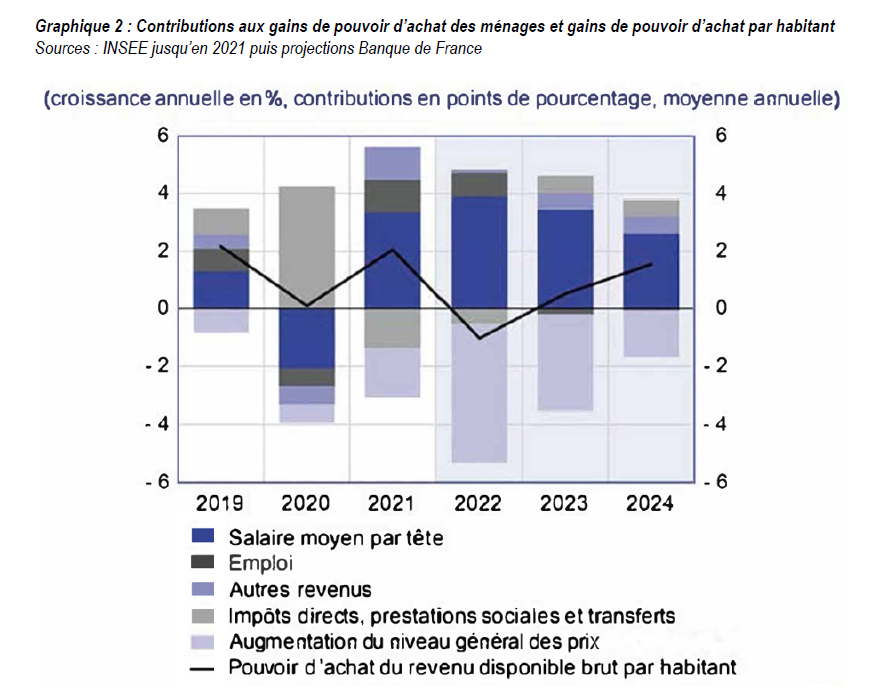 Graphique 2 : Contributions aux gains de pouvoir d’achat des ménages et gains de pouvoir d’achat par habitant
Sources : INSEE jusqu’en 2021 puis projections Banque de France
(croissance annuelle en %, contributions en points de pourcentage, moyenne annuelle)
6 6
4 4
2 2
0 0
- 2 - 2
- 4 - 4
- 6 - 6
2019 2020 2021 2022 2023 2024
Salaire moyen par tête
Emploi
Autres revenus
Impôts directs, prestations sociales et transferts
Augmentation du niveau général des prix
Pouvoir d’achat du revenu disponible brut par habitant